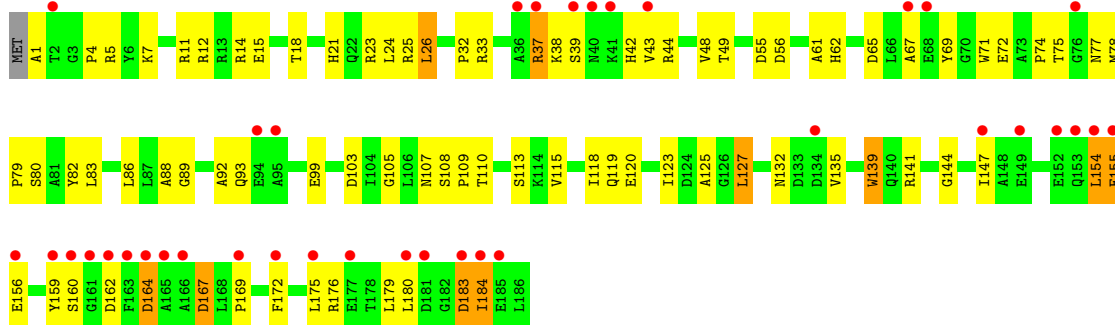 MET A1 T2 G3 P4 R5 Y6 K7 R11 R12 R13 R14 E15 T18 H21 Q22 R23 L24 R25 L26 P32 R33 A36 R37 K38 S39 N40 K41 H42 V43 R44 V48 T49 D55 D56 A61 H62 D65 L66 A67 E68 Y69 G70 W71 E72 A73 P74 T75 G76 N77 M78
P79 S80 A81 Y82 L83 L86 L87 A88 G89 A92 Q93 E94 A95 E99 D103 I104 G105 L106 N107 S108 P109 T110 S113 K114 V115 I118 Q119 E120 I123 D124 A125 G126 L127 N132 D133 D134 V135 W139 Q140 R141 G144 I147 A148 E149 E152 Q153 L154 E155
E156 Y159 S160 G161 D162 F163 D164 A165 A166 D167 L168 P169 F172 L175 R176 E177 T178 L179 L180 D181 G182 D183 I184 E185 L186